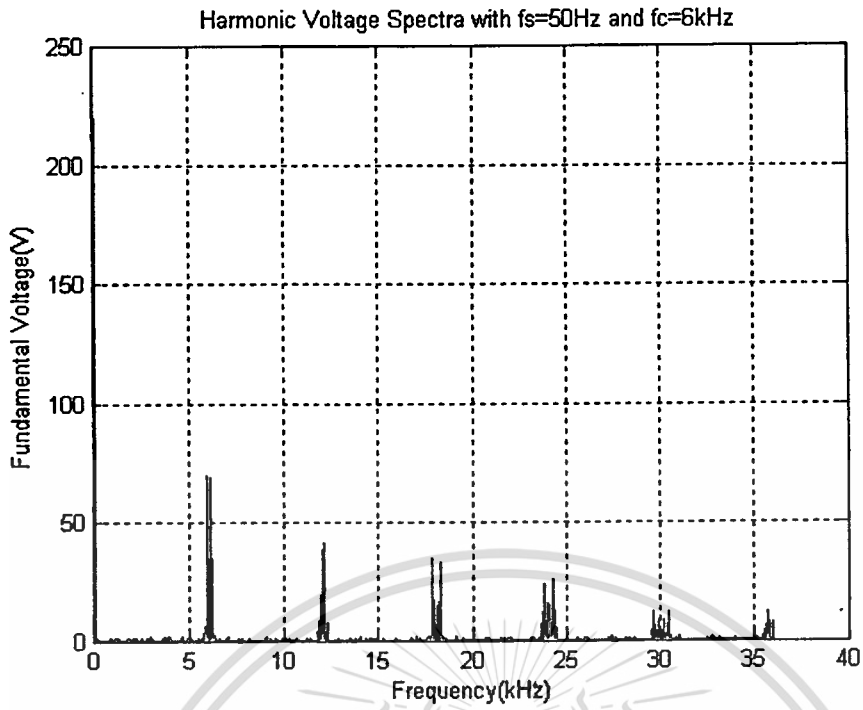 Harmonic Voltage Spectra with fs=50Hz and fc=6kHz
250
200
150
100
50
0
Fundamental Voltage(V)
0 5 10 15 20 25 30 35 40
Frequency(kHz)